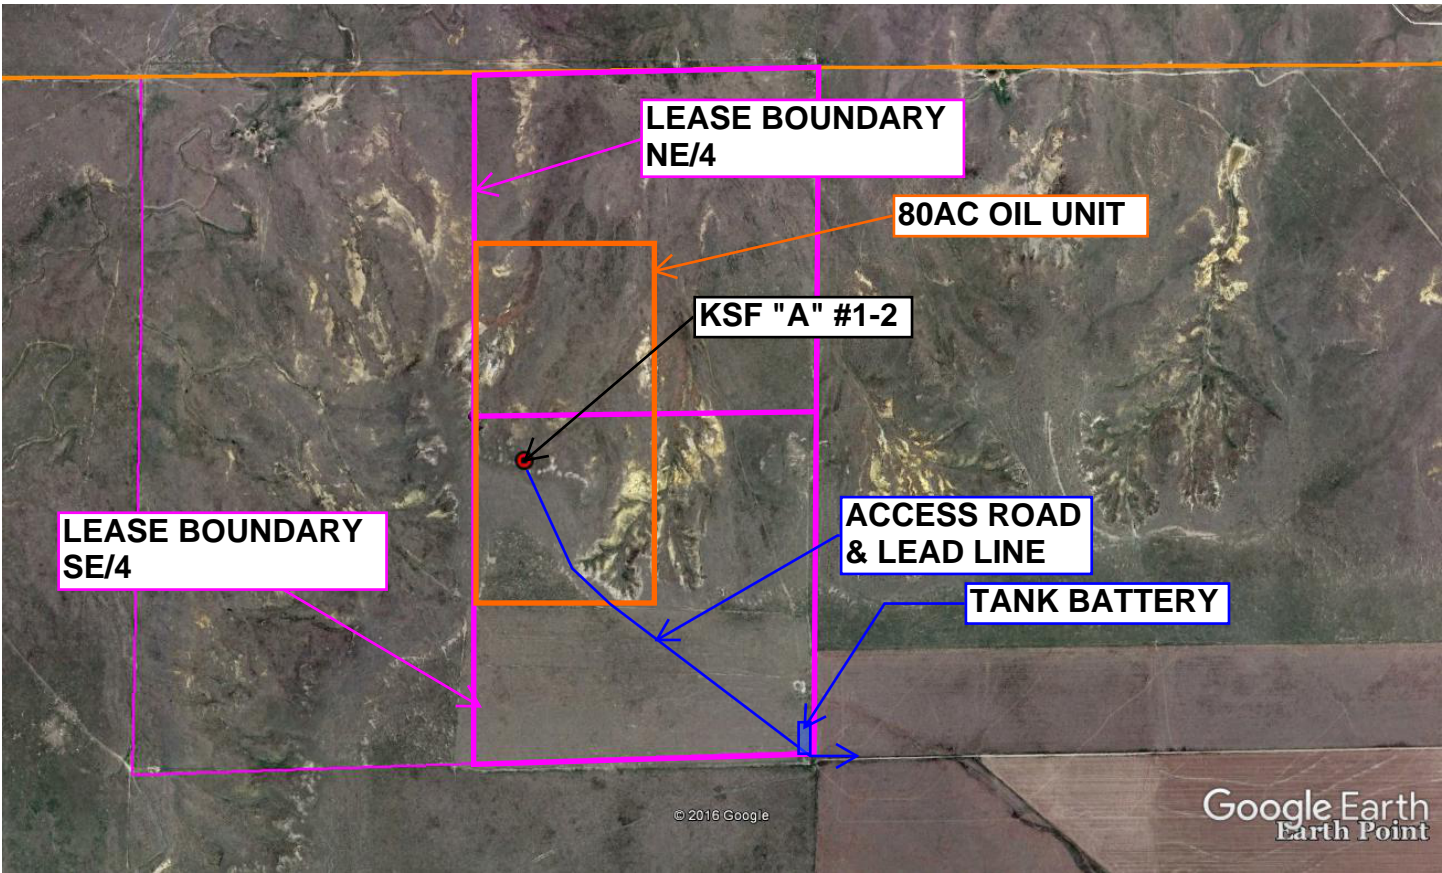 LEASE BOUNDARY
NE/4
80AC OIL UNIT
KSF "A" #1-2
LEASE BOUNDARY
SE/4
ACCESS ROAD
& LEAD LINE
TANK BATTERY
© 2016 Google
Google Earth
Earth Point